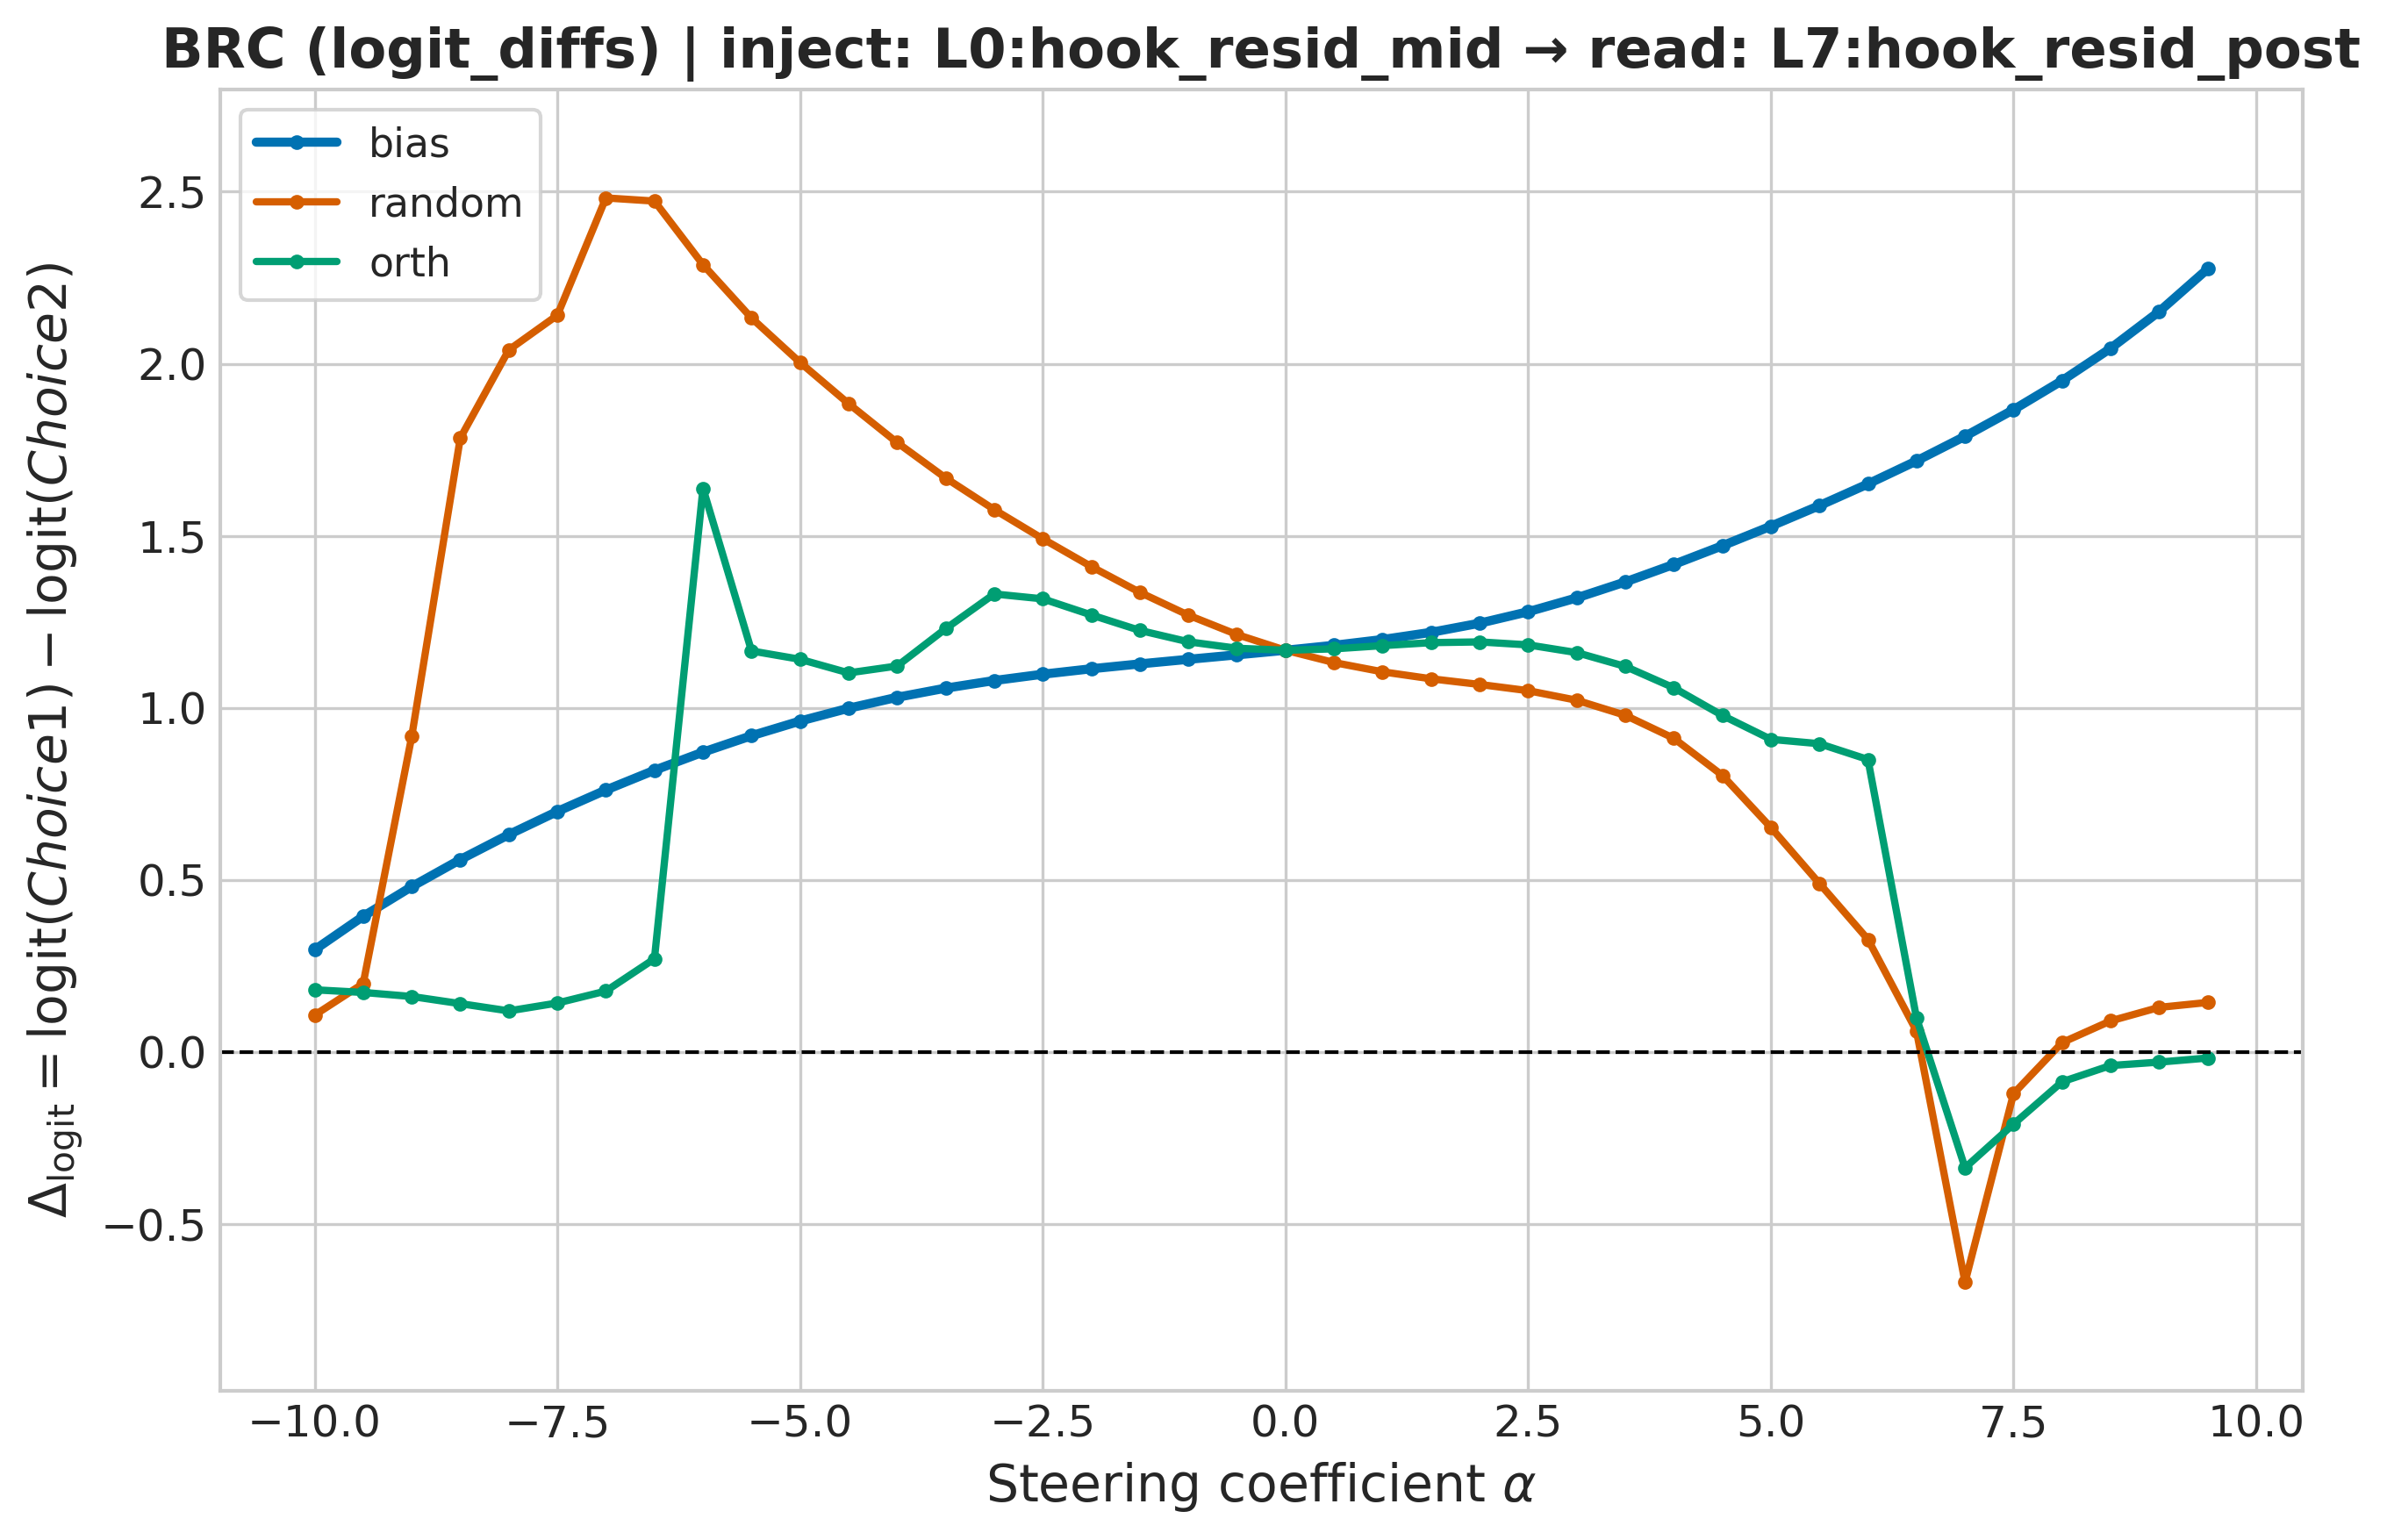 BRC (logit_diffs) | inject: L0:hook_resid_mid → read: L7:hook_resid_post
bias
random
orth
Δlogit = logit(Choice1) − logit(Choice2)
2.5
2.0
1.5
1.0
0.5
0.0
−0.5
−10.0 −7.5 −5.0 −2.5 0.0 2.5 5.0 7.5 10.0
Steering coefficient α